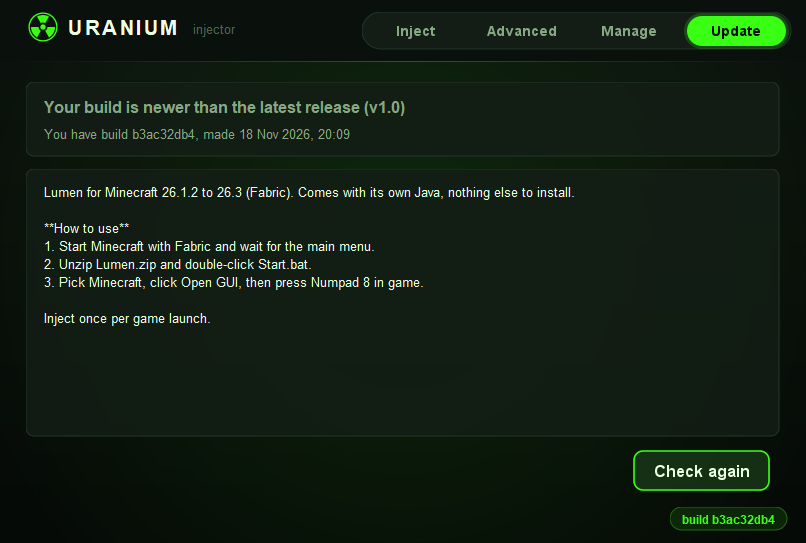 URANIUM injector
Inject Advanced Manage Update
Your build is newer than the latest release (v1.0)
You have build b3ac32db4, made 18 Nov 2026, 20:09
Lumen for Minecraft 26.1.2 to 26.3 (Fabric). Comes with its own Java, nothing else to install.
**How to use**
1. Start Minecraft with Fabric and wait for the main menu.
2. Unzip Lumen.zip and double-click Start.bat.
3. Pick Minecraft, click Open GUI, then press Numpad 8 in game.
Inject once per game launch.
Check again
build b3ac32db4